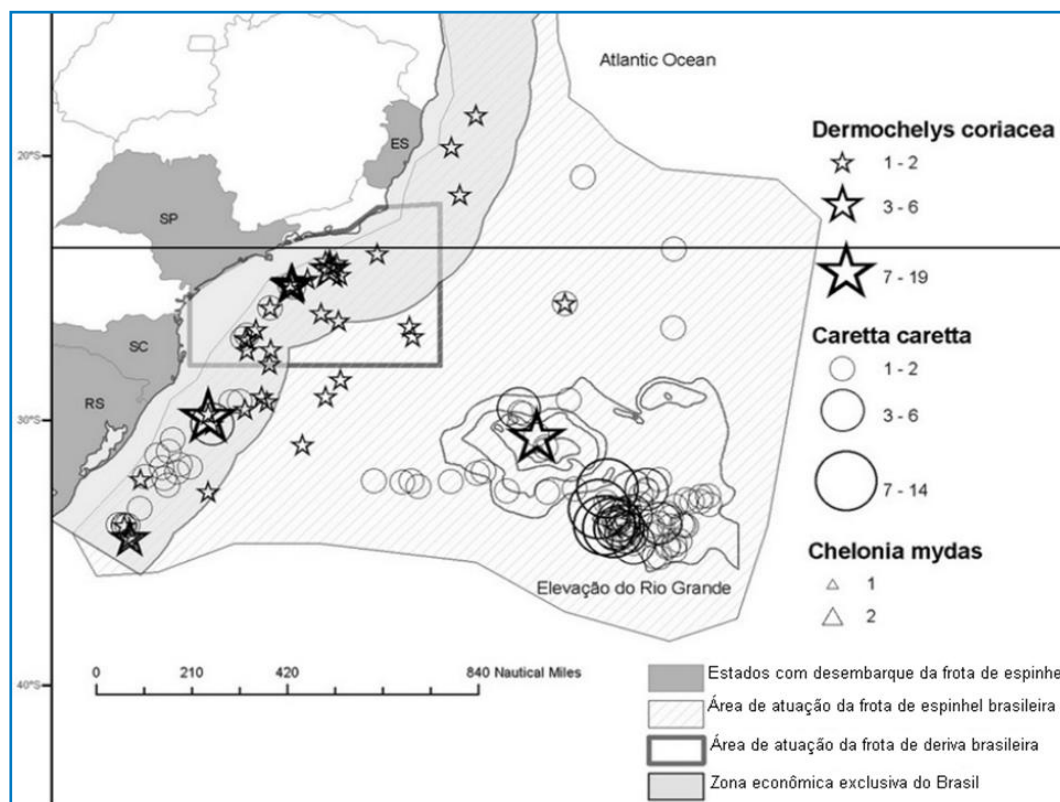 Atlantic Ocean
20°S
30°S
40°S
ES
SP
SC
RS
Elevação do Rio Grande
0 210 420 840 Nautical Miles
Dermochelys coriacea
1 - 2
3 - 6
7 - 19
Caretta caretta
1 - 2
3 - 6
7 - 14
Chelonia mydas
1
2
Estados com desembarque da frota de espinhe
Área de atuação da frota de espinhel brasileira
Área de atuação da frota de deriva brasileira
Zona econômica exclusiva do Brasil